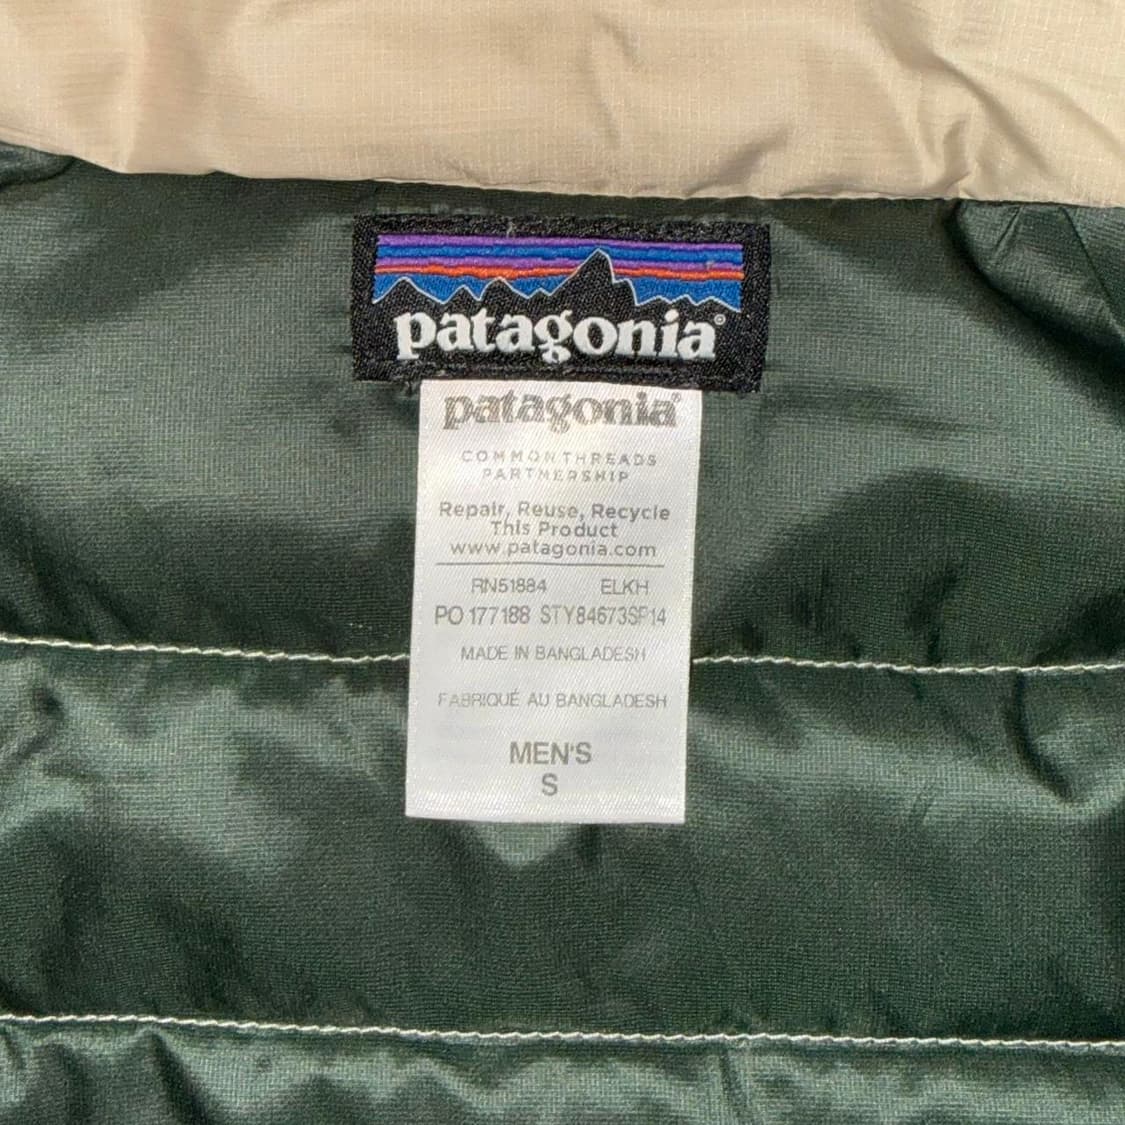 patagonia®
patagonia®
COMMON THREADS
PARTNERSHIP
Repair, Reuse, Recycle
This Product
www.patagonia.com
RN51884 ELKH
PO 177188 STY84673SP14
MADE IN BANGLADESH
FABRIQUÉ AU BANGLADESH
MEN'S
S